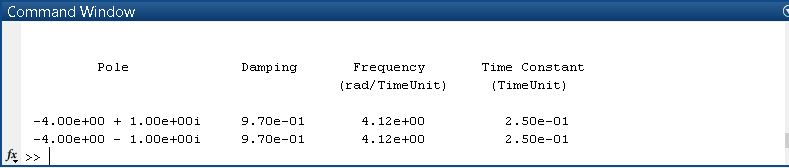 Command Window
Pole Damping Frequency Time Constant
(rad/TimeUnit) (TimeUnit)
-4.00e+00 + 1.00e+00i 9.70e-01 4.12e+00 2.50e-01
-4.00e+00 - 1.00e+00i 9.70e-01 4.12e+00 2.50e-01
fx >>